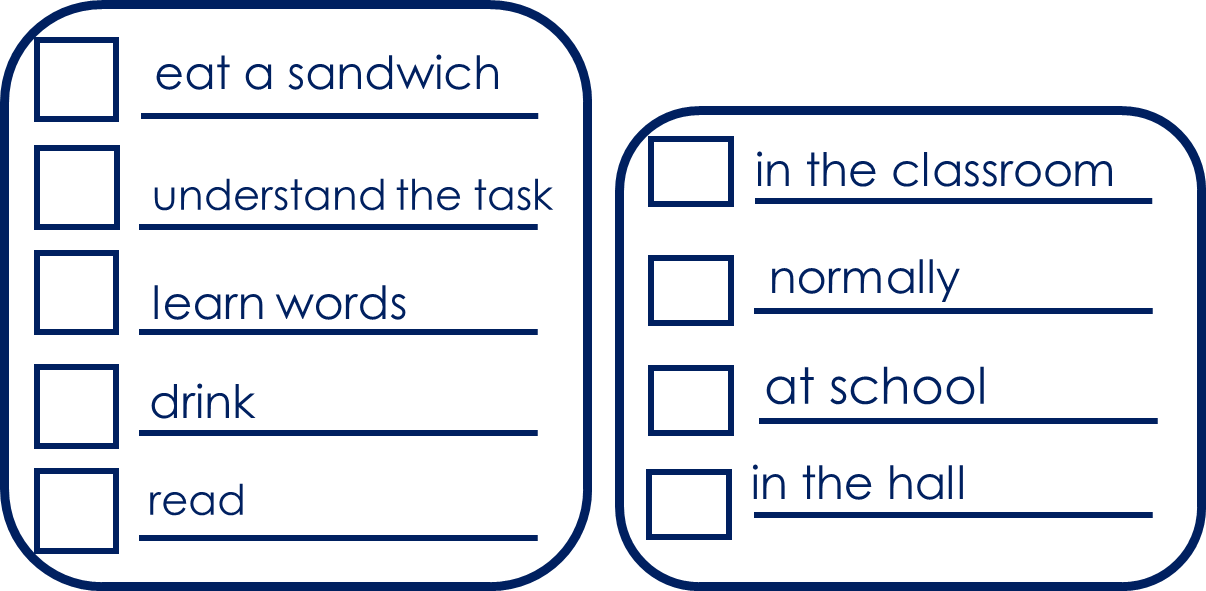 eat a sandwich
understand the task
learn words
drink
read
in the classroom
normally
at school
in the hall